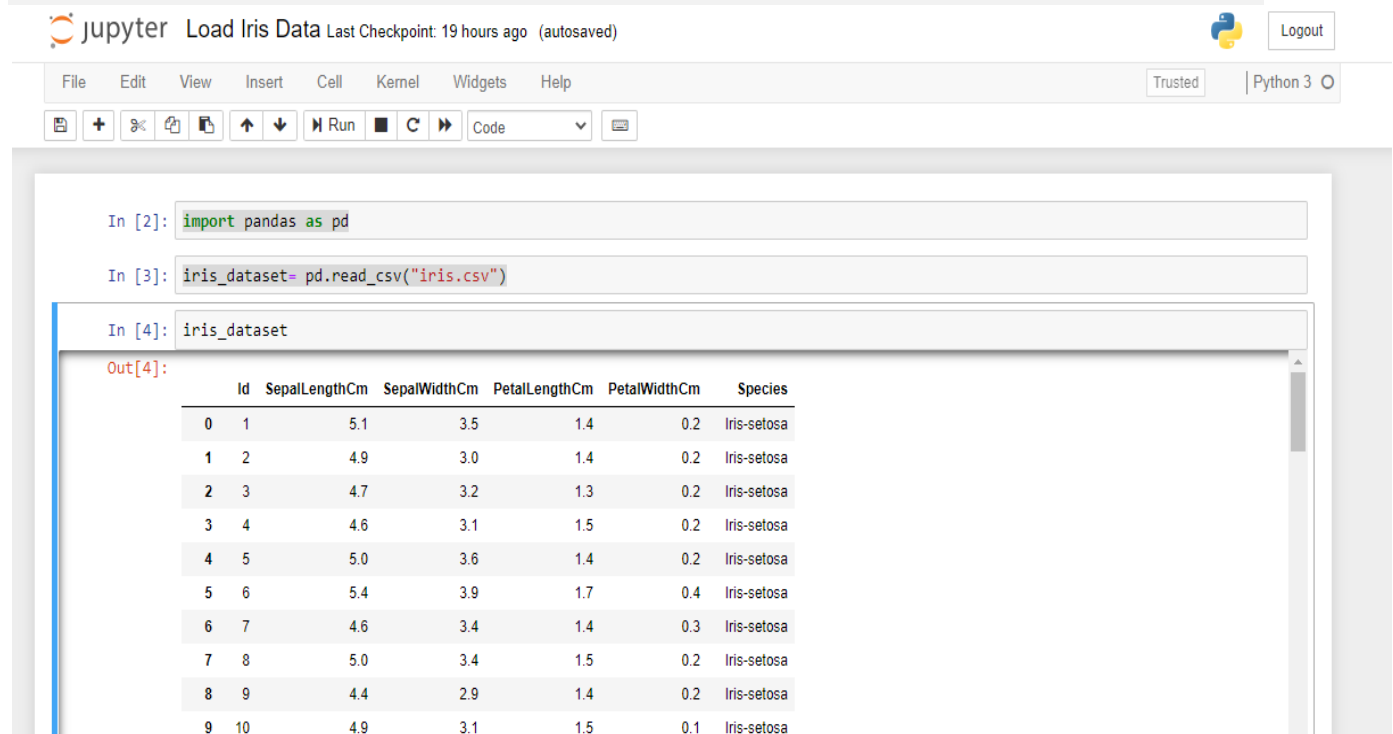 jupyter Load Iris Data Last Checkpoint: 19 hours ago (autosaved) Logout
File Edit View Insert Cell Kernel Widgets Help Trusted Python 3
Run Code
In [2]: import pandas as pd
In [3]: iris_dataset= pd.read_csv("iris.csv")
In [4]: iris_dataset
Out[4]:
Id SepalLengthCm SepalWidthCm PetalLengthCm PetalWidthCm Species
0 1 5.1 3.5 1.4 0.2 Iris-setosa
1 2 4.9 3.0 1.4 0.2 Iris-setosa
2 3 4.7 3.2 1.3 0.2 Iris-setosa
3 4 4.6 3.1 1.5 0.2 Iris-setosa
4 5 5.0 3.6 1.4 0.2 Iris-setosa
5 6 5.4 3.9 1.7 0.4 Iris-setosa
6 7 4.6 3.4 1.4 0.3 Iris-setosa
7 8 5.0 3.4 1.5 0.2 Iris-setosa
8 9 4.4 2.9 1.4 0.2 Iris-setosa
9 10 4.9 3.1 1.5 0.1 Iris-setosa